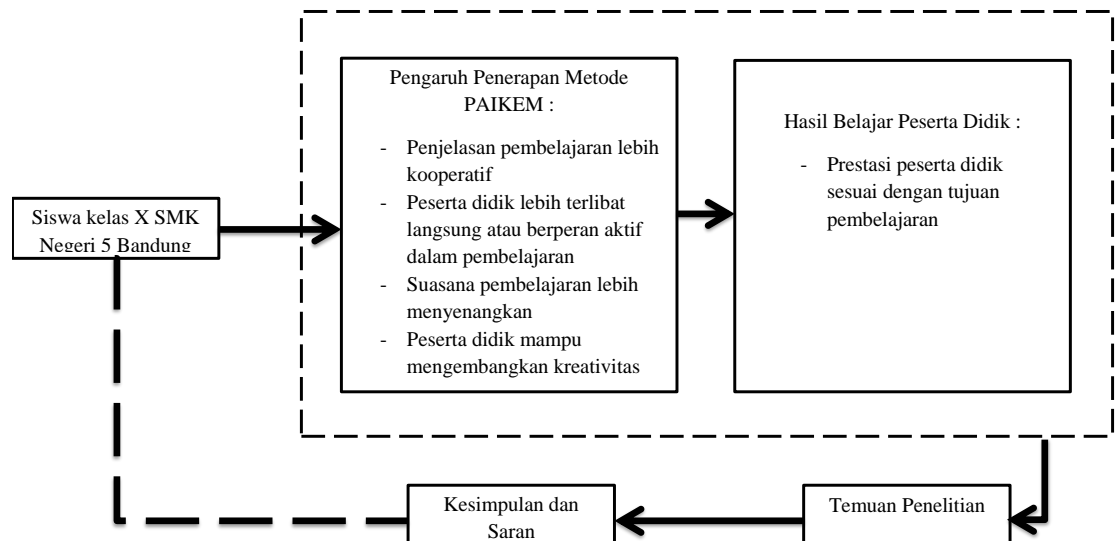 Siswa kelas X SMK
Negeri 5 Bandung
Pengaruh Penerapan Metode
PAIKEM :
- Penjelasan pembelajaran lebih
kooperatif
- Peserta didik lebih terlibat
langsung atau berperan aktif
dalam pembelajaran
- Suasana pembelajaran lebih
menyenangkan
- Peserta didik mampu
mengembangkan kreativitas
Hasil Belajar Peserta Didik :
- Prestasi peserta didik
sesuai dengan tujuan
pembelajaran
Kesimpulan dan
Saran
Temuan Penelitian